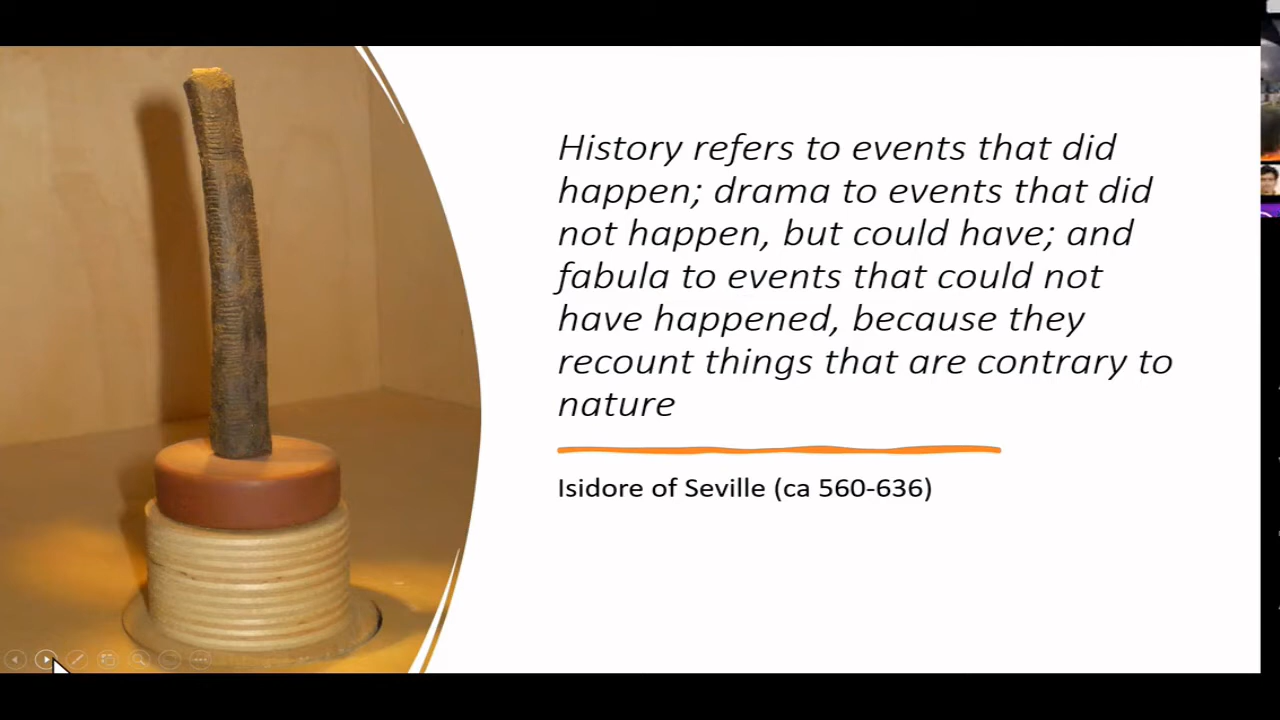 History refers to events that did
happen; drama to events that did
not happen, but could have; and
fabula to events that could not
have happened, because they
recount things that are contrary to
nature
Isidore of Seville (ca 560-636)